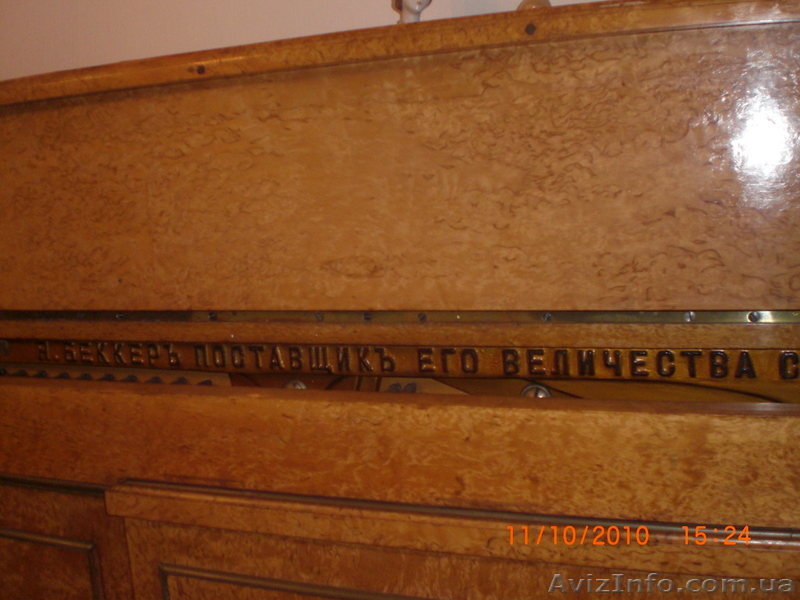 Я. БЕККЕРЪ ПОСТАВЩИКЪ ЕГО ВЕЛИЧЕСТВА С
11/10/2010 15:24
AvizInfo.com.ua